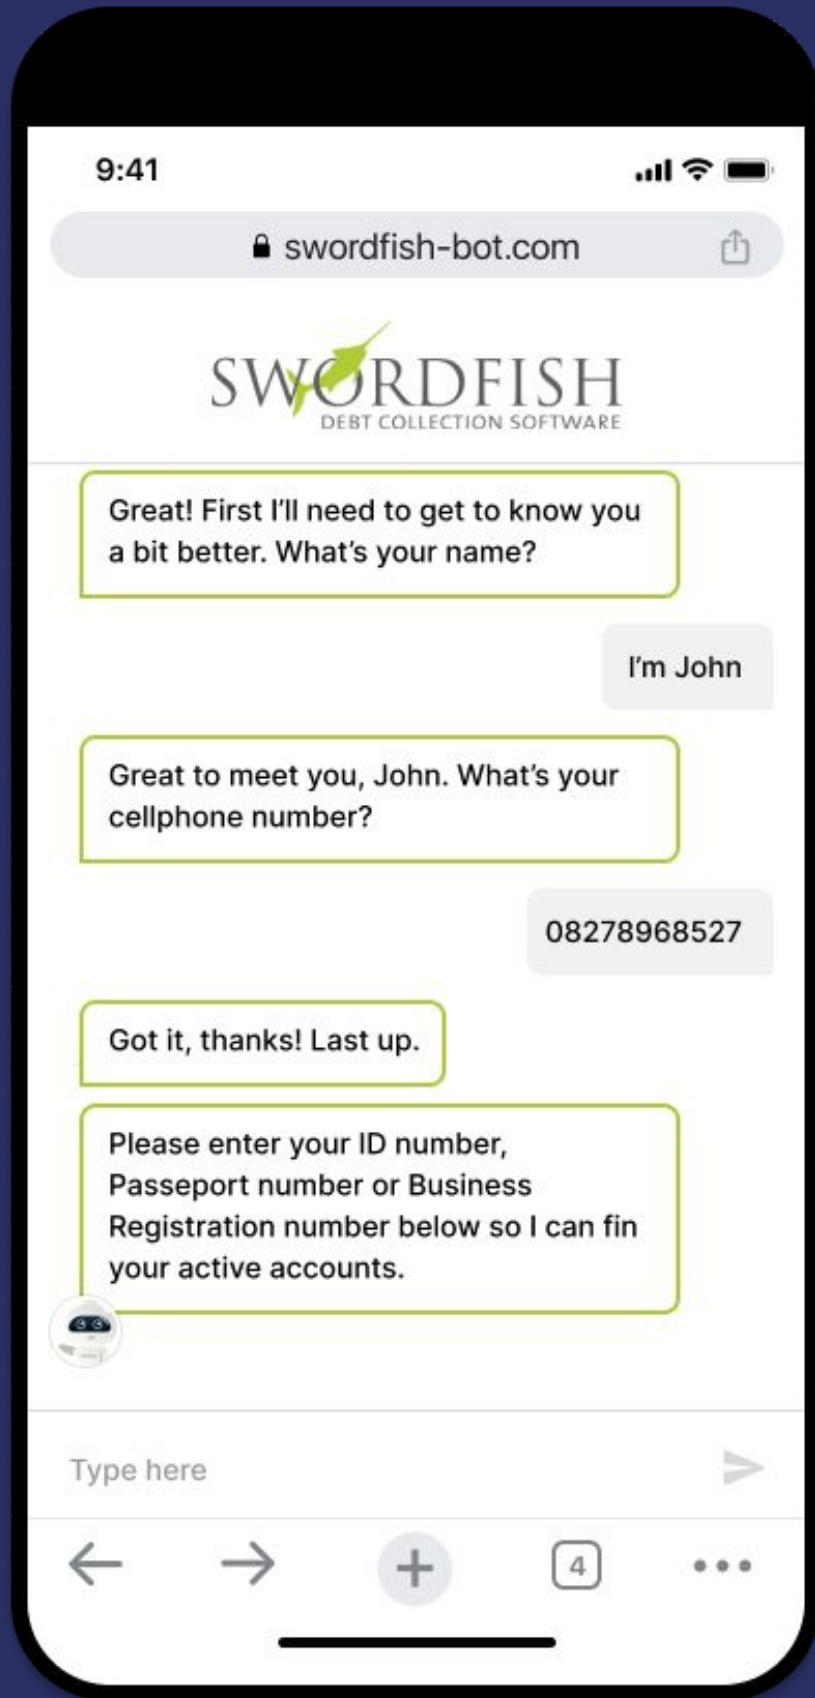 9:41
swordfish-bot.com
SWORDFISH
DEBT COLLECTION SOFTWARE
Great! First I’ll need to get to know you
a bit better. What’s your name?
I’m John
Great to meet you, John. What’s your
cellphone number?
08278968527
Got it, thanks! Last up.
Please enter your ID number,
Passeport number or Business
Registration number below so I can fin
your active accounts.
Type here
4